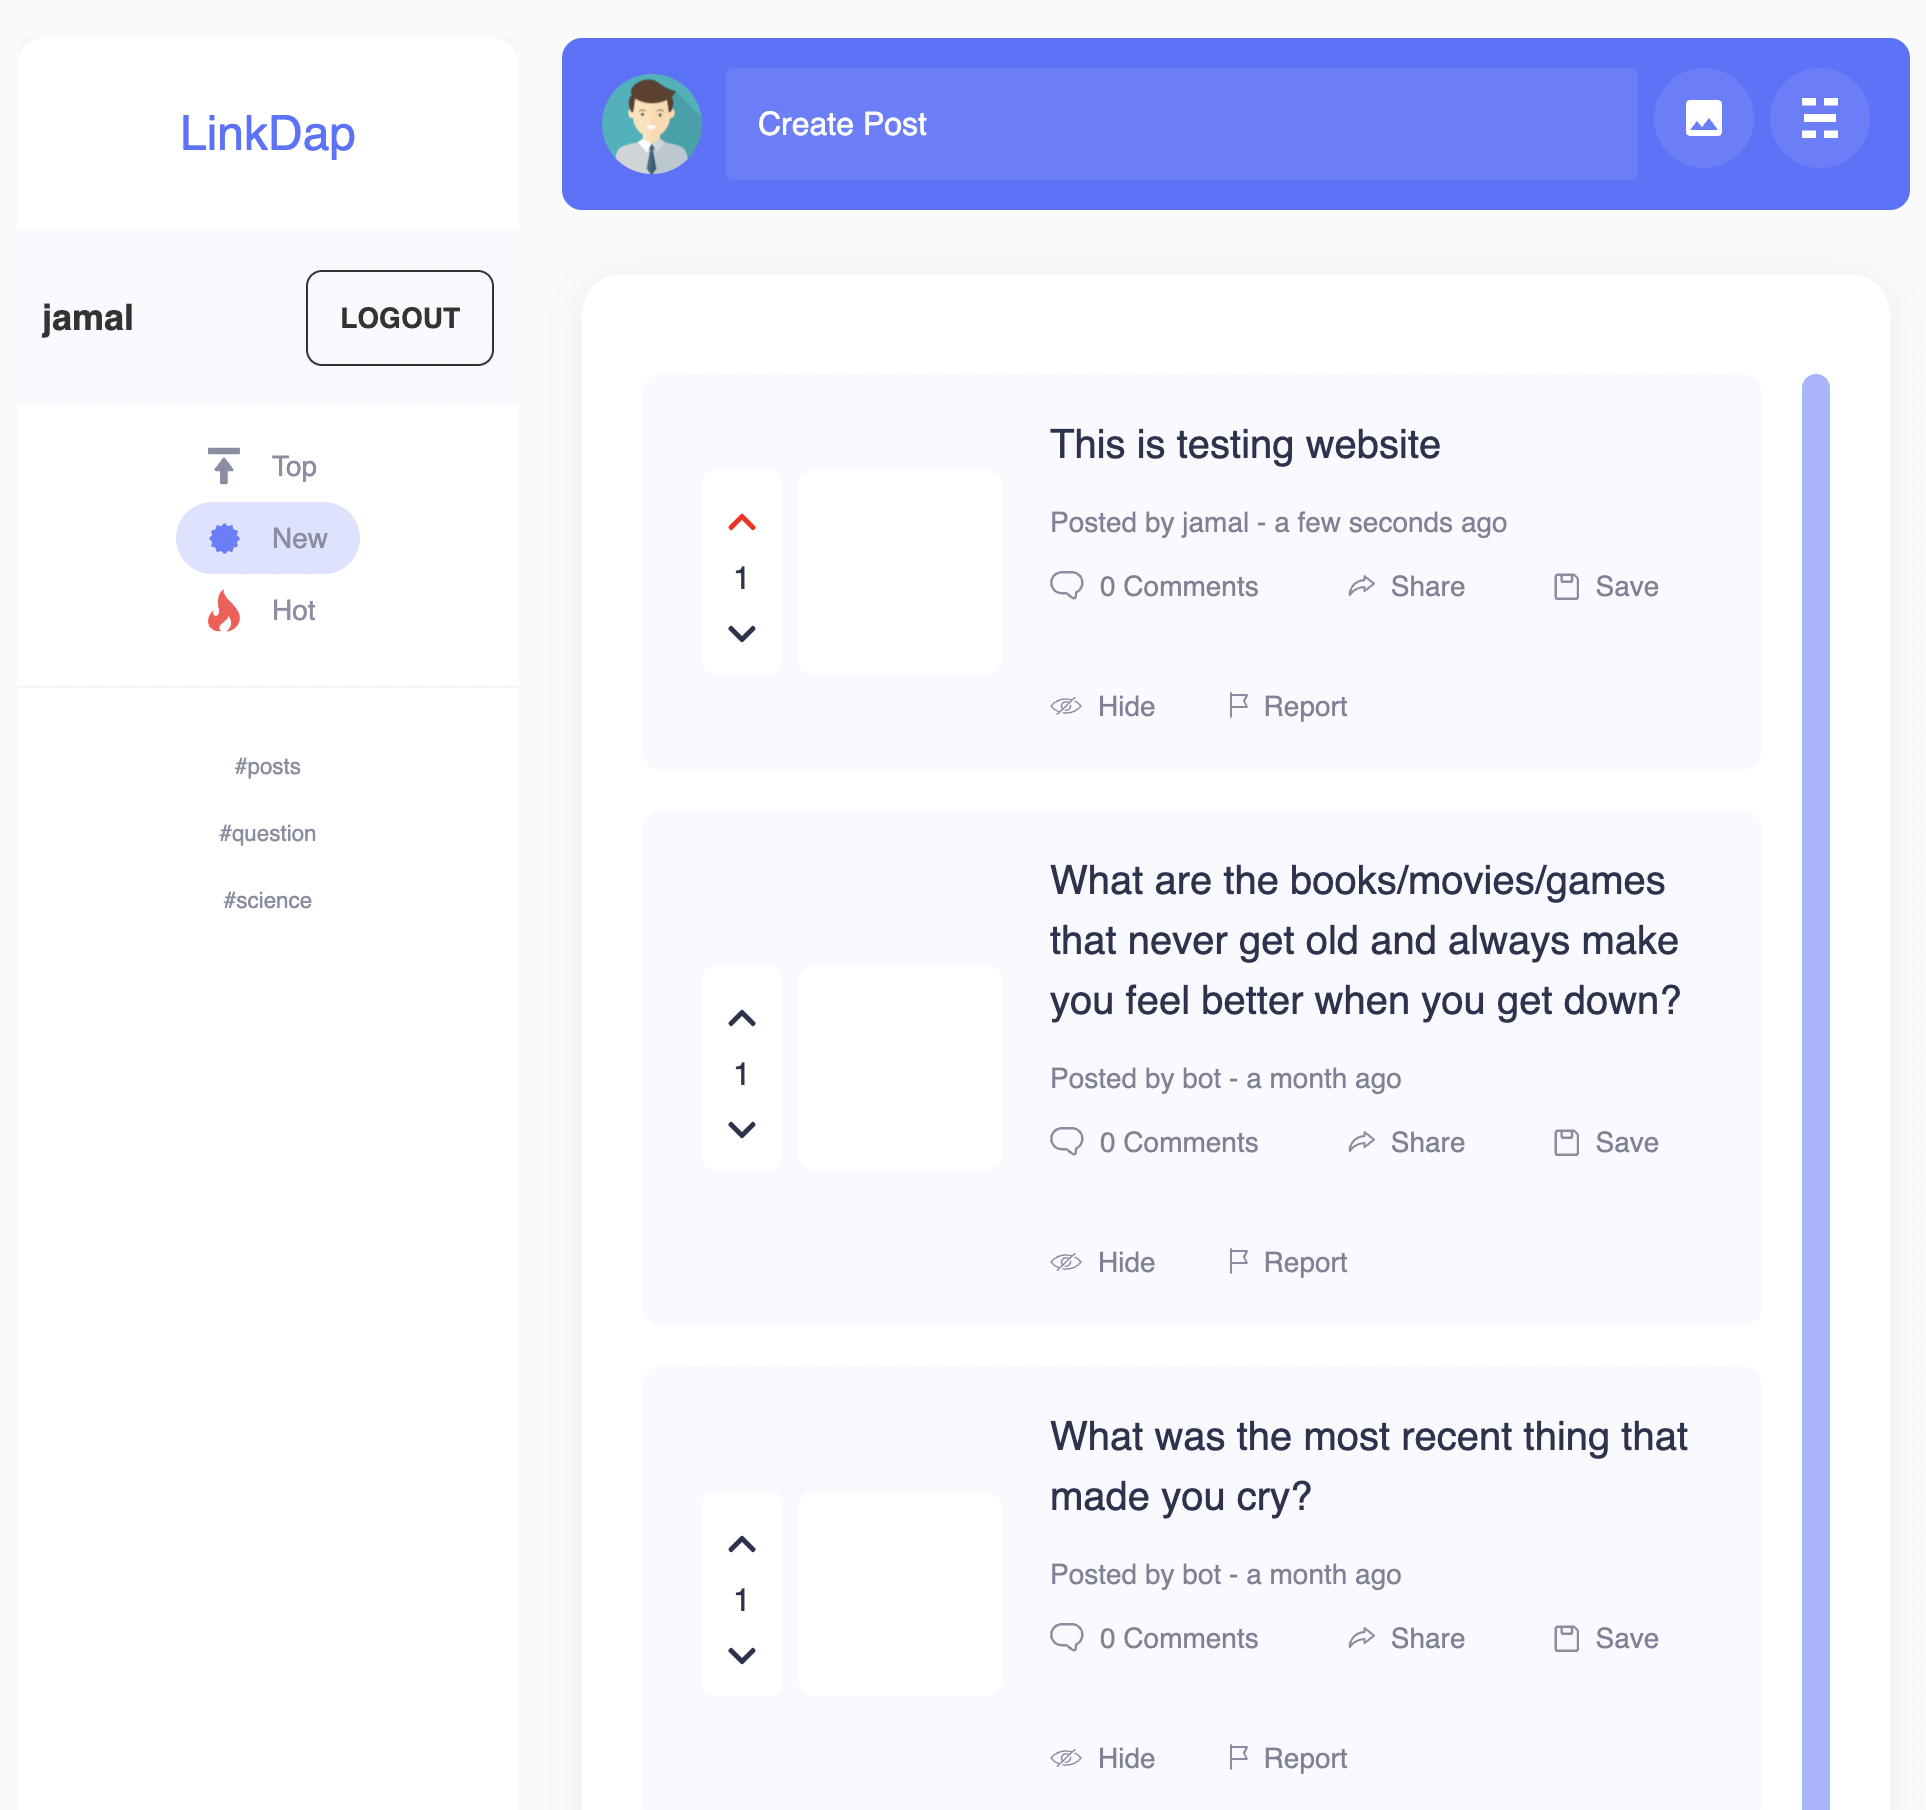 LinkDap
jamal
LOGOUT
Top
New
Hot
#posts
#question
#science
Create Post
This is testing website
Posted by jamal - a few seconds ago
1
0 Comments
Share
Save
Hide
Report
What are the books/movies/games
that never get old and always make
you feel better when you get down?
Posted by bot - a month ago
1
0 Comments
Share
Save
Hide
Report
What was the most recent thing that
made you cry?
Posted by bot - a month ago
1
0 Comments
Share
Save
Hide
Report